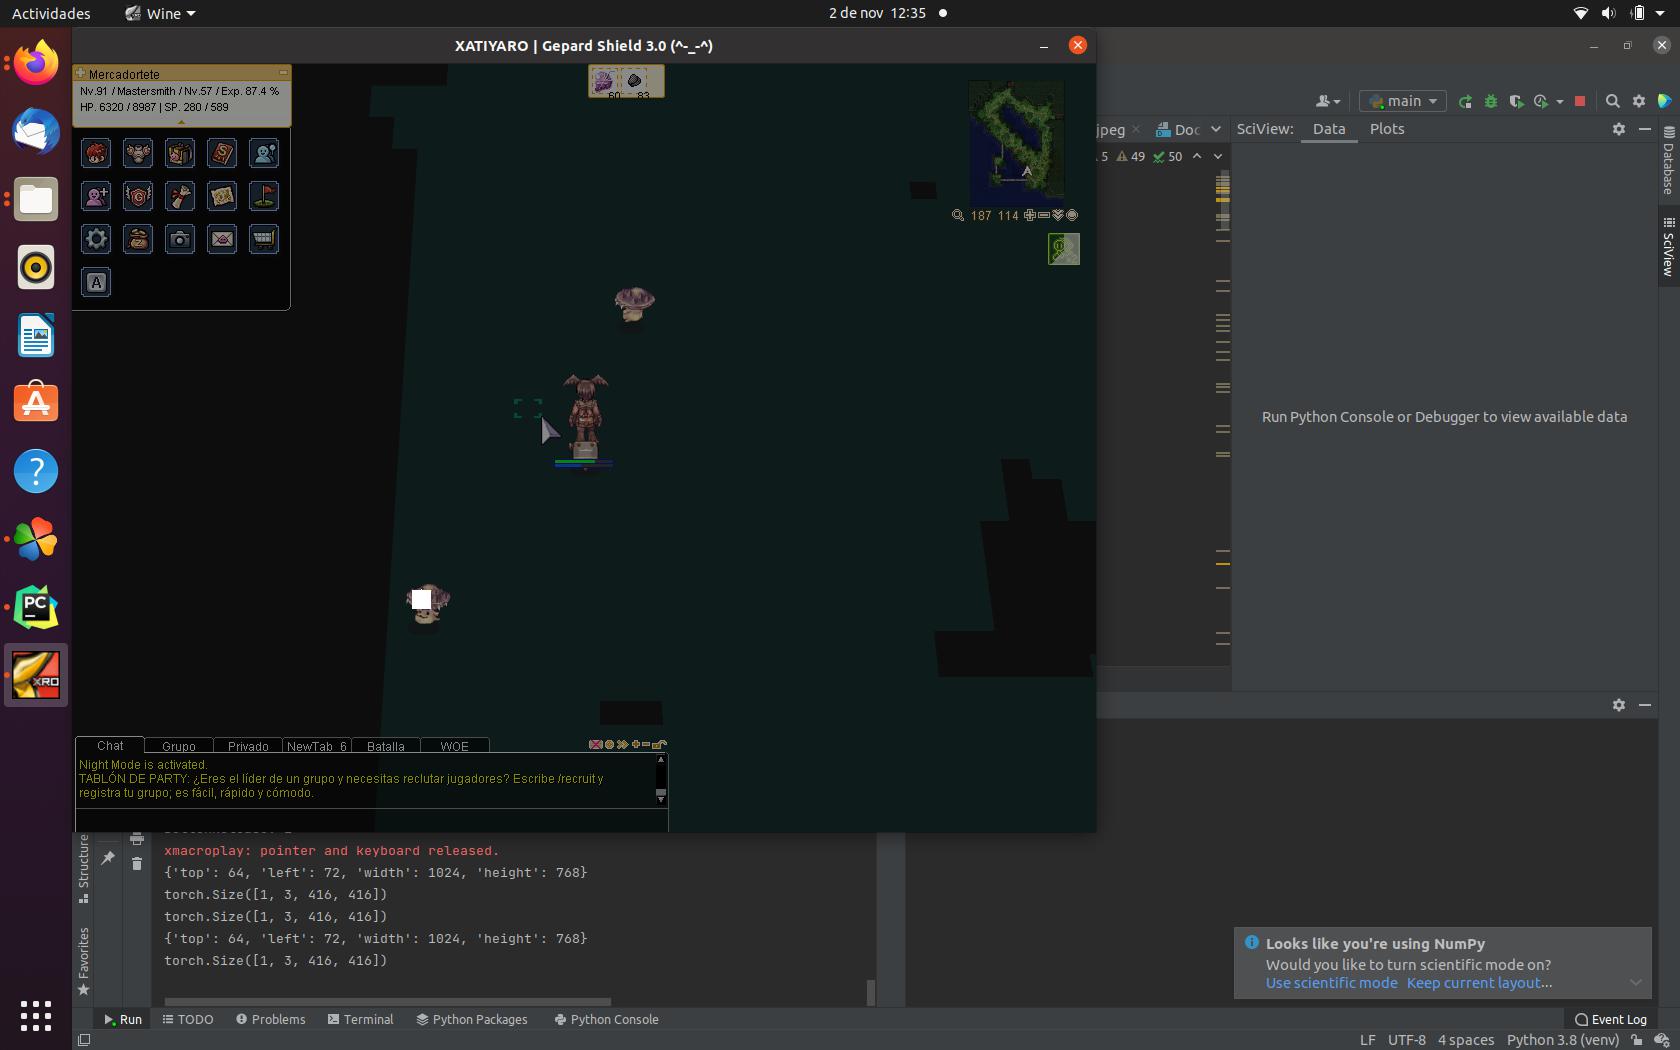 Actividades
Wine
2 de nov 12:35
XATIYARO | Gepard Shield 3.0 (^-_-^)
Mercadortete
Nv.91 / Mastersmith / Nv.57 / Exp. 87.4 %
HP. 6320 / 8987 | SP. 280 / 589
60
83
187 114
main
jpeg
Doc
SciView:
Data
Plots
5
49
50
Database
SciView
Run Python Console or Debugger to view available data
PC
XRO
Chat
Grupo
Privado
NewTab_6
Batalla
WOE
Night Mode is activated.
TABLÓN DE PARTY: ¿Eres el líder de un grupo y necesitas reclutar jugadores? Escribe /recruit y
registra tu grupo; es fácil, rápido y cómodo.
xmacroplay: pointer and keyboard released.
{'top': 64, 'left': 72, 'width': 1024, 'height': 768}
torch.Size([1, 3, 416, 416])
torch.Size([1, 3, 416, 416])
{'top': 64, 'left': 72, 'width': 1024, 'height': 768}
torch.Size([1, 3, 416, 416])
Structure
Favorites
Looks like you're using NumPy
Would you like to turn scientific mode on?
Use scientific mode Keep current layout...
Run
TODO
Problems
Terminal
Python Packages
Python Console
Event Log
LF UTF-8 4 spaces Python 3.8 (venv)